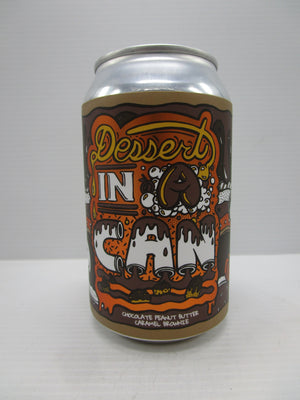 Dessert
IN A
CAN
CHOCOLATE PEANUT BUTTER
CARAMEL BROWNIE